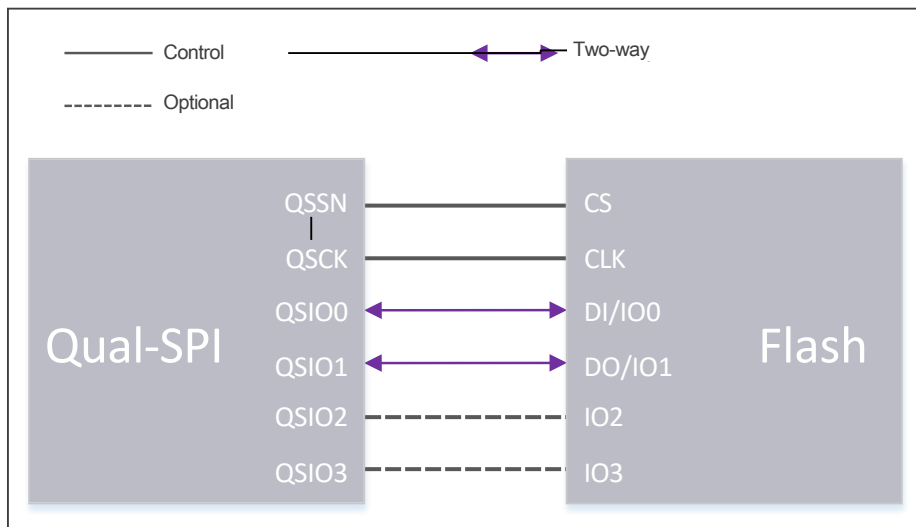 Control
Two-way
Optional
QSSN
CS
QSCK
CLK
QSIO0
DI/IO0
Qual-SPI
Flash
QSIO1
DO/IO1
QSIO2
IO2
QSIO3
IO3